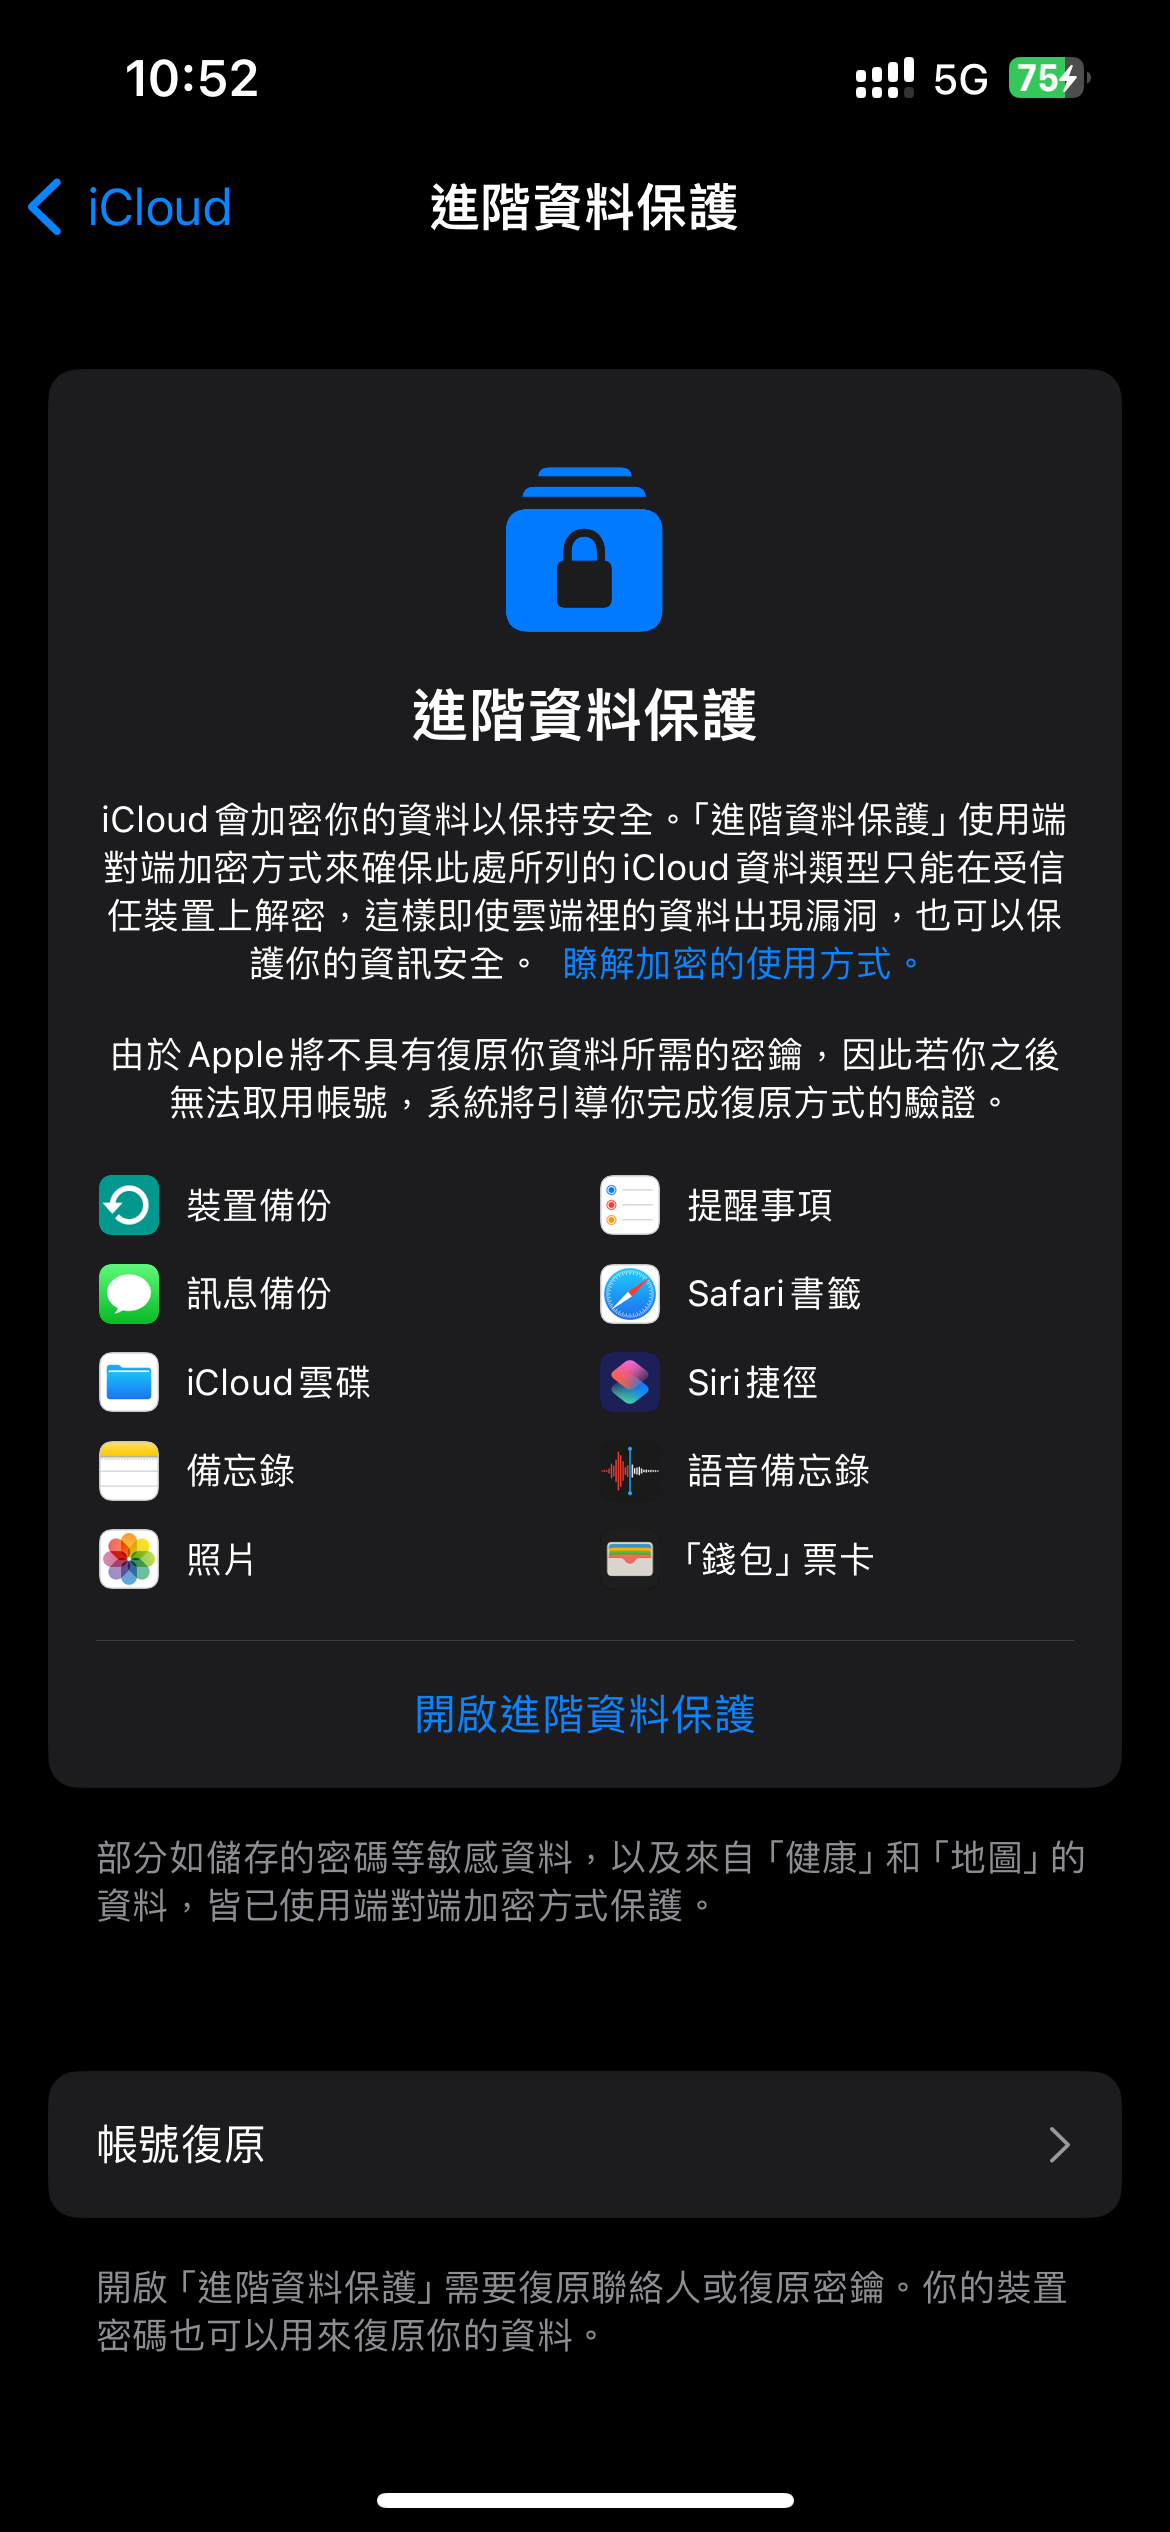 10:52
5G
75
iCloud
進階資料保護
進階資料保護
iCloud 會加密你的資料以保持安全。「進階資料保護」使用端
對端加密方式來確保此處所列的 iCloud 資料類型只能在受信
任裝置上解密，這樣即使雲端裡的資料出現漏洞，也可以保
護你的資訊安全。 瞭解加密的使用方式。
由於 Apple 將不具有復原你資料所需的密鑰，因此若你之後
無法取用帳號，系統將引導你完成復原方式的驗證。
裝置備份
提醒事項
訊息備份
Safari 書籤
iCloud 雲碟
Siri 捷徑
備忘錄
語音備忘錄
照片
「錢包」票卡
開啟進階資料保護
部分如儲存的密碼等敏感資料，以及來自「健康」和「地圖」的
資料，皆已使用端對端加密方式保護。
帳號復原
開啟「進階資料保護」需要復原聯絡人或復原密鑰。你的裝置
密碼也可以用來復原你的資料。